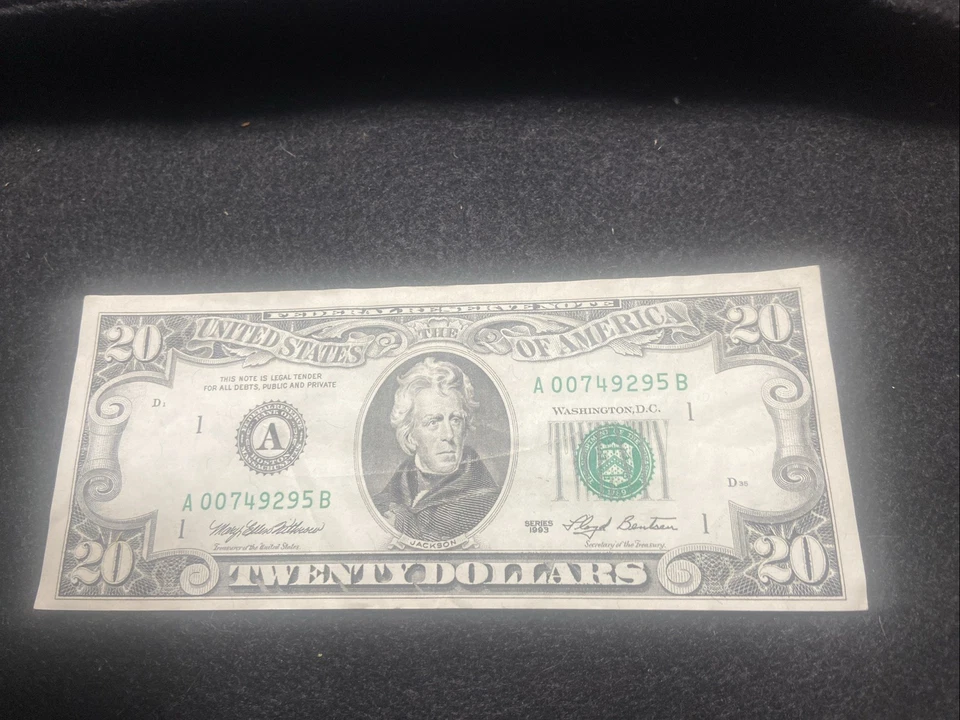 FEDERAL RESERVE NOTE
20 UNITED STATES THE OF AMERICA 20
THIS NOTE IS LEGAL TENDER
FOR ALL DEBTS, PUBLIC AND PRIVATE
A 00749295 B
D1
WASHINGTON, D.C.
1
1
A
D
A 00749295 B
1
SERIES
1993
Lloyd Bentsen
1
Treasurer of the United States.
JACKSON
Secretary of the Treasury.
20 TWENTY DOLLARS 20